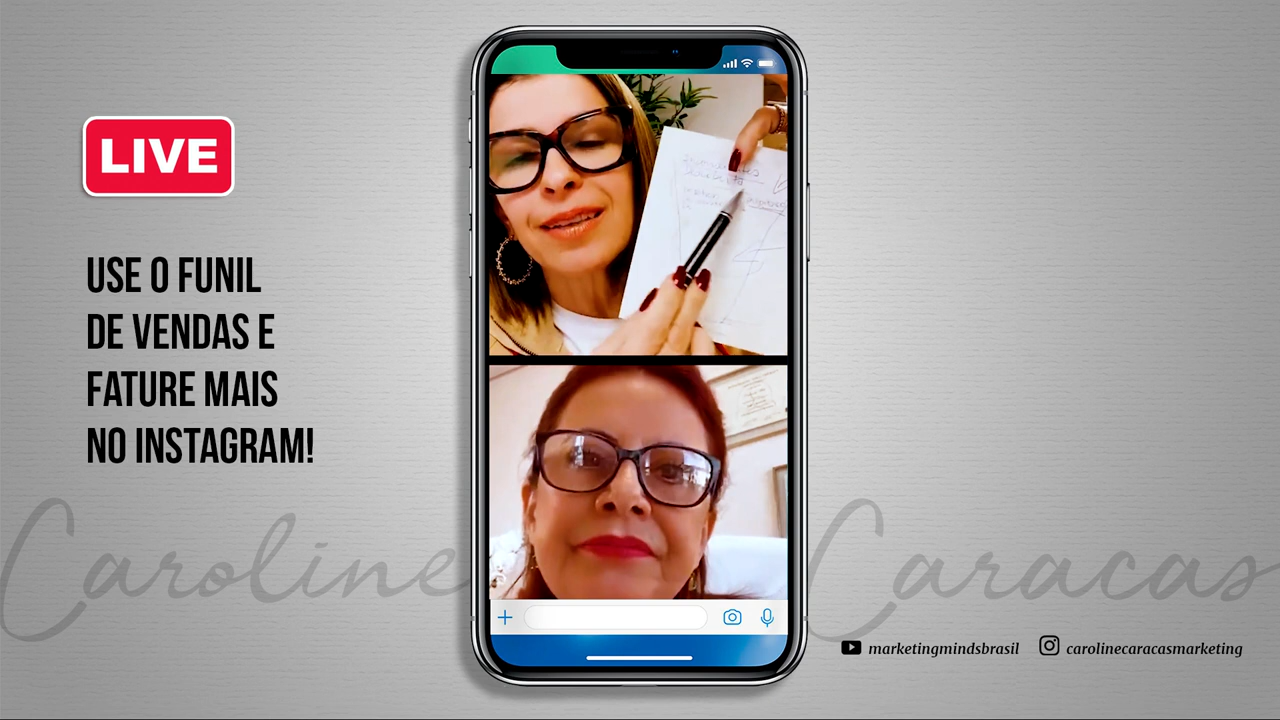 LIVE
USE O FUNIL
DE VENDAS E
FATURE MAIS
NO INSTAGRAM!
Caroline Caracas
marketingmindsbrasil carolinecaracasmarketing